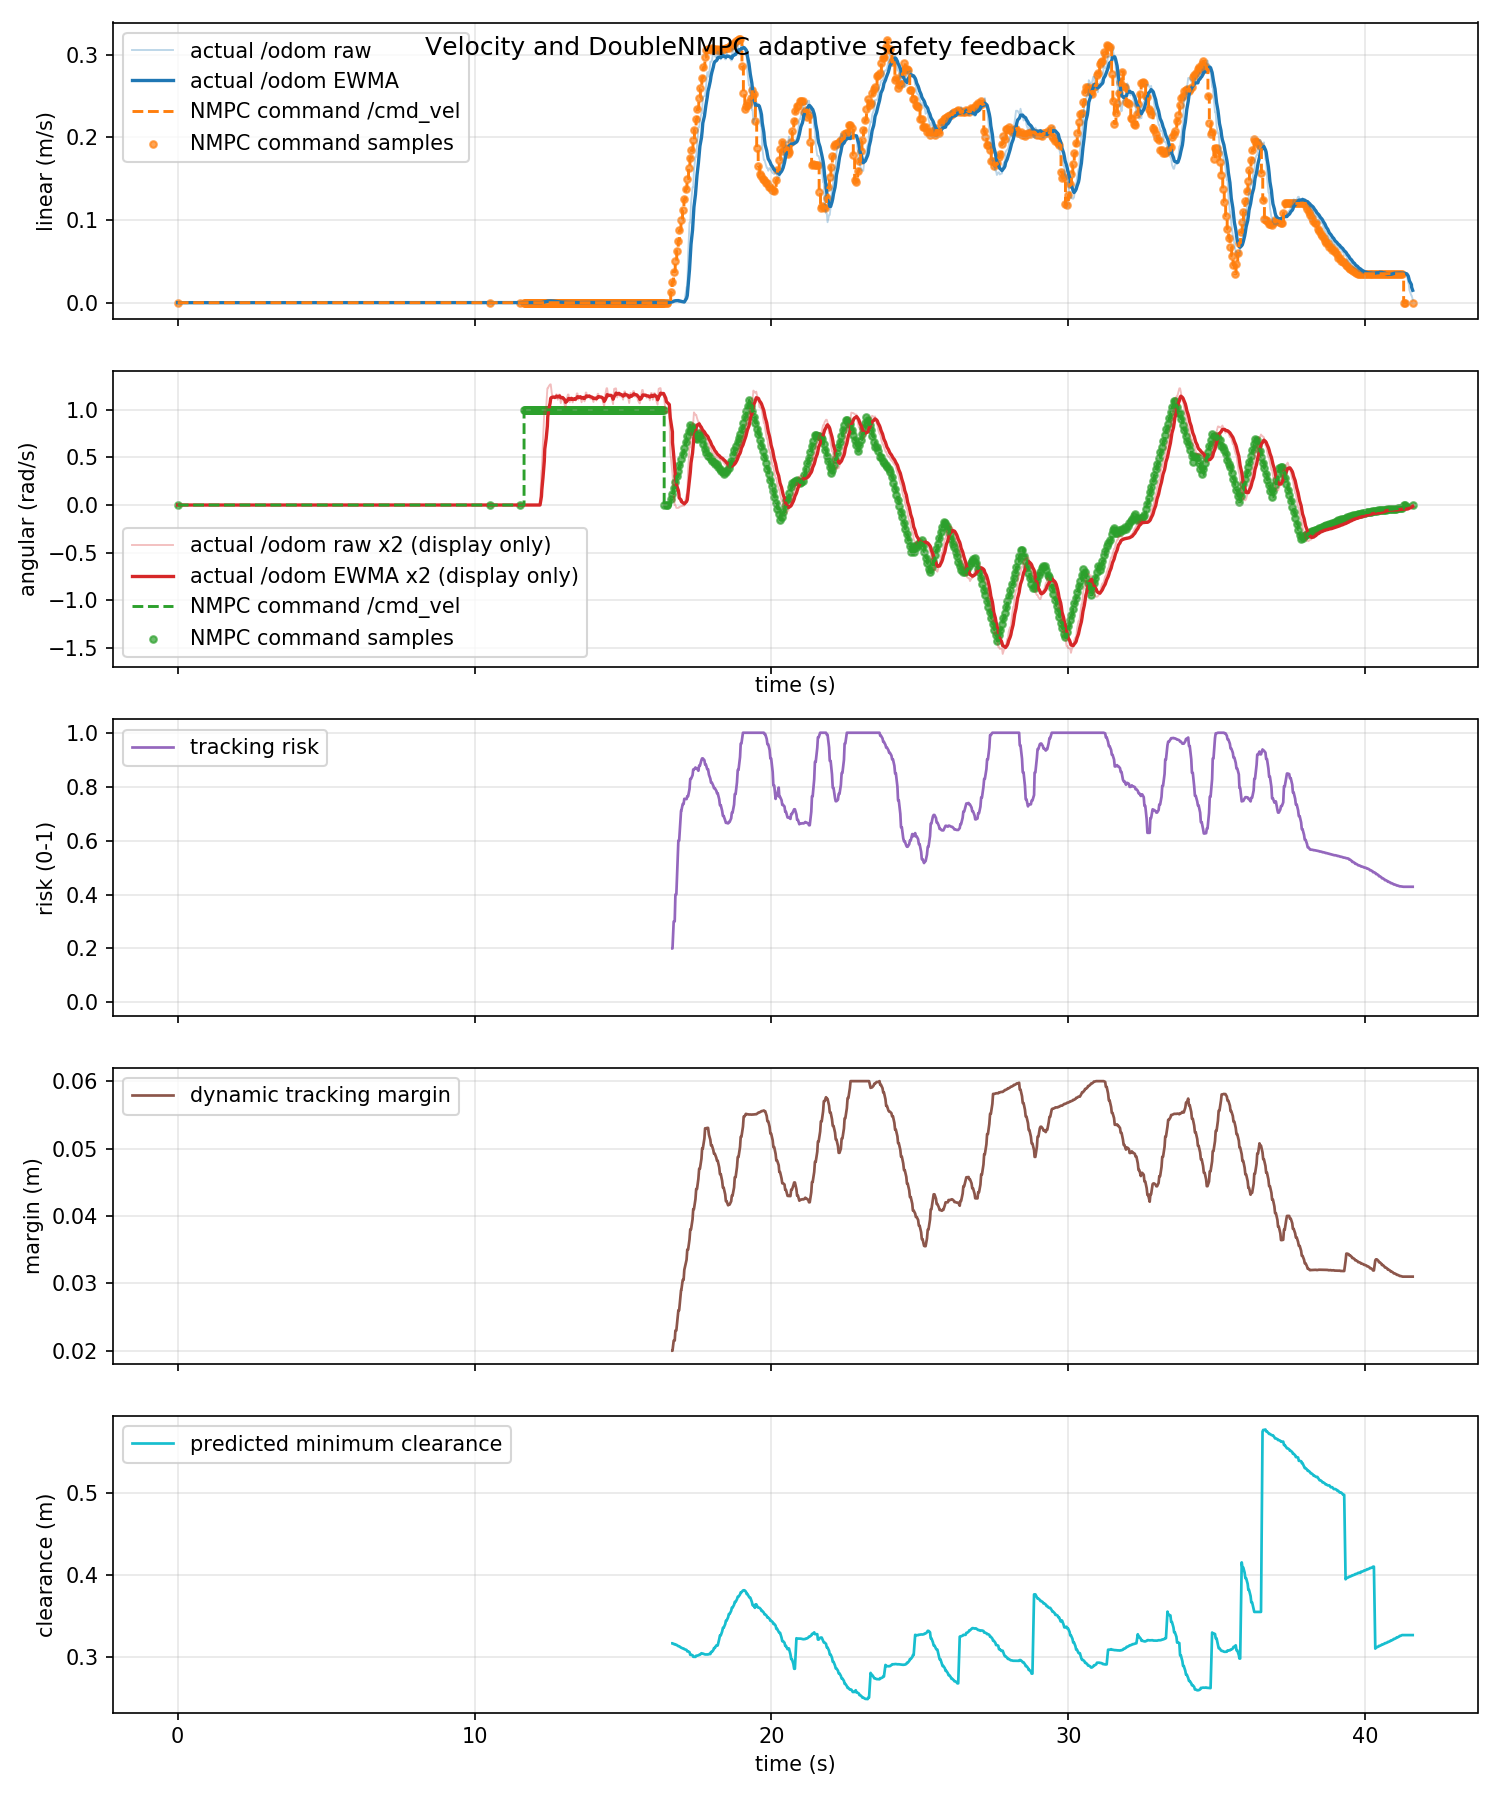 Velocity and DoubleNMPC adaptive safety feedback
actual /odom raw
actual /odom EWMA
NMPC command /cmd_vel
NMPC command samples
linear (m/s)
0.3
0.2
0.1
0.0
angular (rad/s)
1.0
0.5
0.0
−0.5
−1.0
−1.5
actual /odom raw x2 (display only)
actual /odom EWMA x2 (display only)
NMPC command /cmd_vel
NMPC command samples
time (s)
tracking risk
risk (0-1)
1.0
0.8
0.6
0.4
0.2
0.0
dynamic tracking margin
margin (m)
0.06
0.05
0.04
0.03
0.02
predicted minimum clearance
clearance (m)
0.5
0.4
0.3
0
10
20
30
40
time (s)